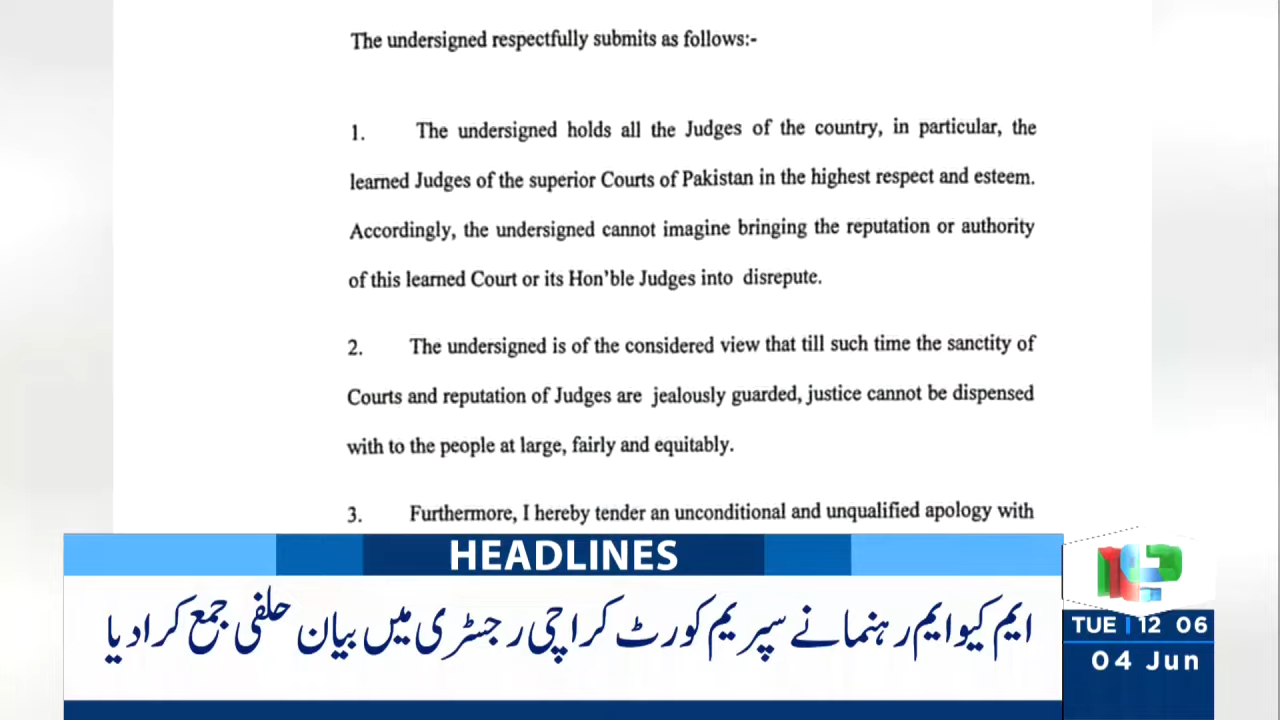 The undersigned respectfully submits as follows:-
1. The undersigned holds all the Judges of the country, in particular, the
learned Judges of the superior Courts of Pakistan in the highest respect and esteem.
Accordingly, the undersigned cannot imagine bringing the reputation or authority
of this learned Court or its Hon'ble Judges into disrepute.
2. The undersigned is of the considered view that till such time the sanctity of
Courts and reputation of Judges are jealously guarded, justice cannot be dispensed
with to the people at large, fairly and equitably.
3. Furthermore, I hereby tender an unconditional and unqualified apology with
HEADLINES
ایم کیو ایم رہنما نے سپریم کورٹ کراچی رجسٹری میں بیان حلفی جمع کرا دیا
TUE 12 06
04 Jun